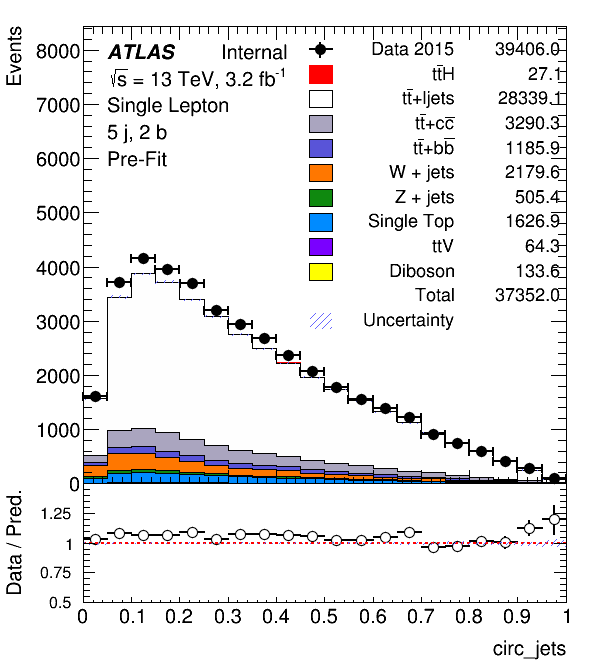 Events
8000
7000
6000
5000
4000
3000
2000
1000
0
ATLAS Internal
√s = 13 TeV, 3.2 fb⁻¹
Single Lepton
5 j, 2 b
Pre-Fit
Data 2015 39406.0
tt̄H 27.1
tt̄+ljets 28339.1
tt̄+cc̄ 3290.3
tt̄+bb̄ 1185.9
W + jets 2179.6
Z + jets 505.4
Single Top 1626.9
ttV 64.3
Diboson 133.6
Total 37352.0
Uncertainty
Data / Pred.
1.25
1
0.75
0.5
0 0.1 0.2 0.3 0.4 0.5 0.6 0.7 0.8 0.9 1
circ_jets